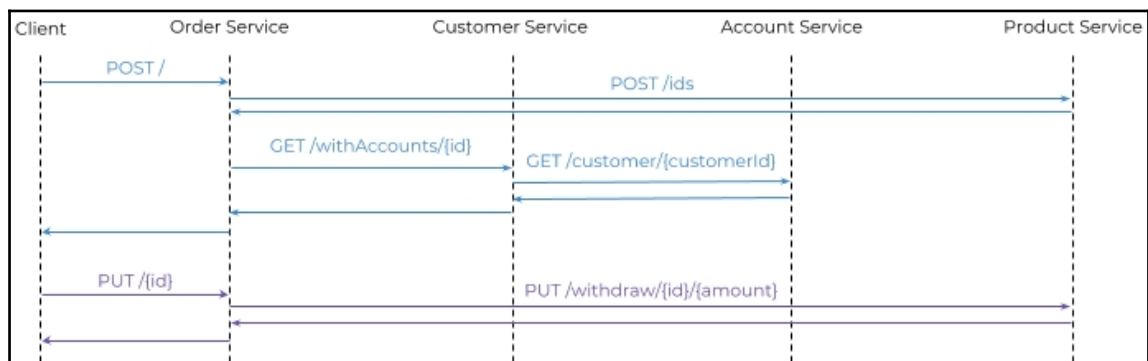 Client Order Service Customer Service Account Service Product Service
POST /
POST /ids
GET /withAccounts/{id}
GET /customer/{customerId}
PUT /{id}
PUT /withdraw/{id}/{amount}